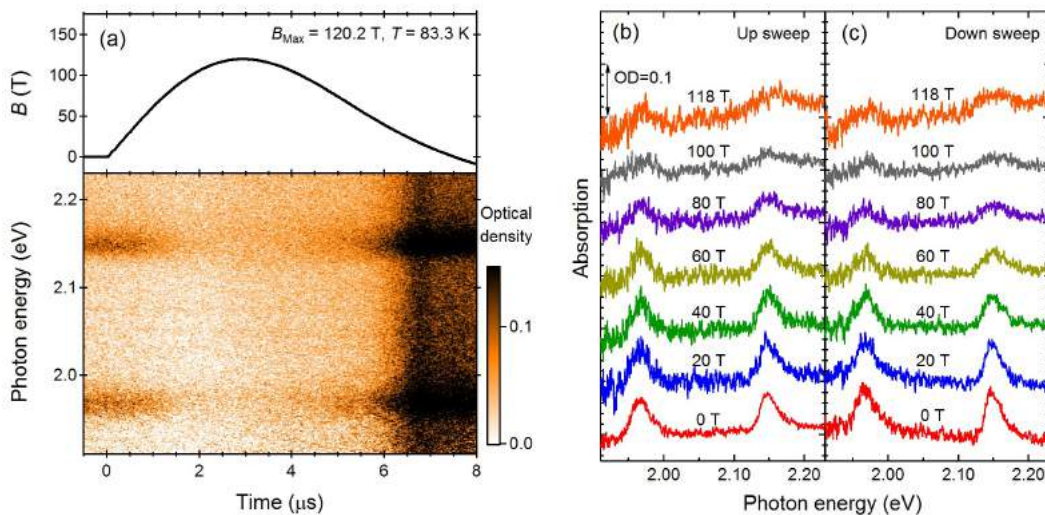 (a)
B_Max = 120.2 T, T = 83.3 K
150
100
50
0
B (T)
2.2
2.1
2.0
Photon energy (eV)
0 2 4 6 8
Time (μs)
Optical
density
0.1
0.0
(b) Up sweep
OD=0.1
118 T
100 T
80 T
60 T
40 T
20 T
0 T
Absorption
2.00 2.10 2.20
(c) Down sweep
118 T
100 T
80 T
60 T
40 T
20 T
0 T
2.00 2.10 2.20
Photon energy (eV)